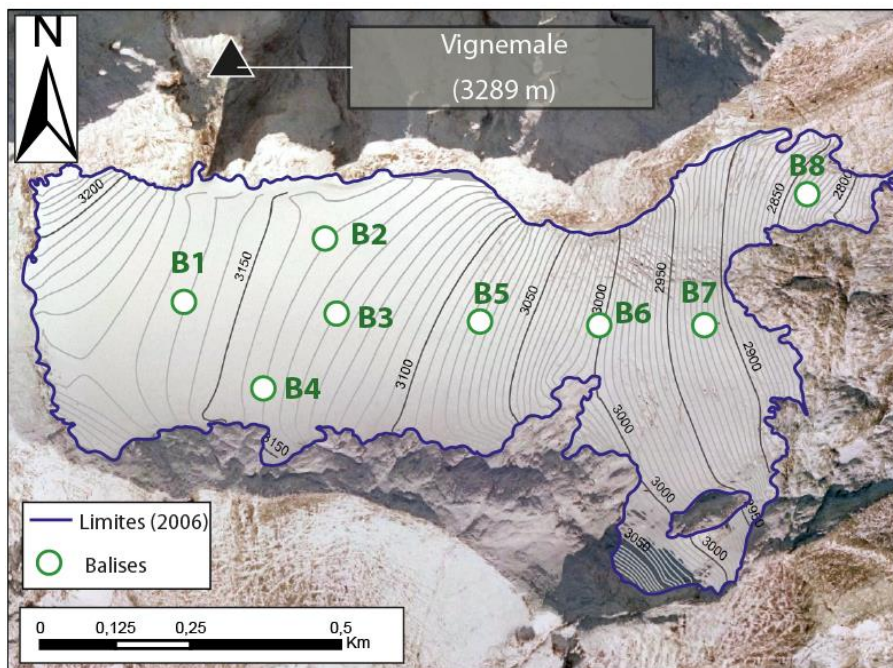 N
Vignemale
(3289 m)
3200
B1
3150
B2
B3
B4
3150
3100
B5
3050
3000
B6
2950
B7
2900
2850
B8
2800
3000
3000
2950
3050
3000
Limites (2006)
Balises
0
0,125
0,25
0,5
Km